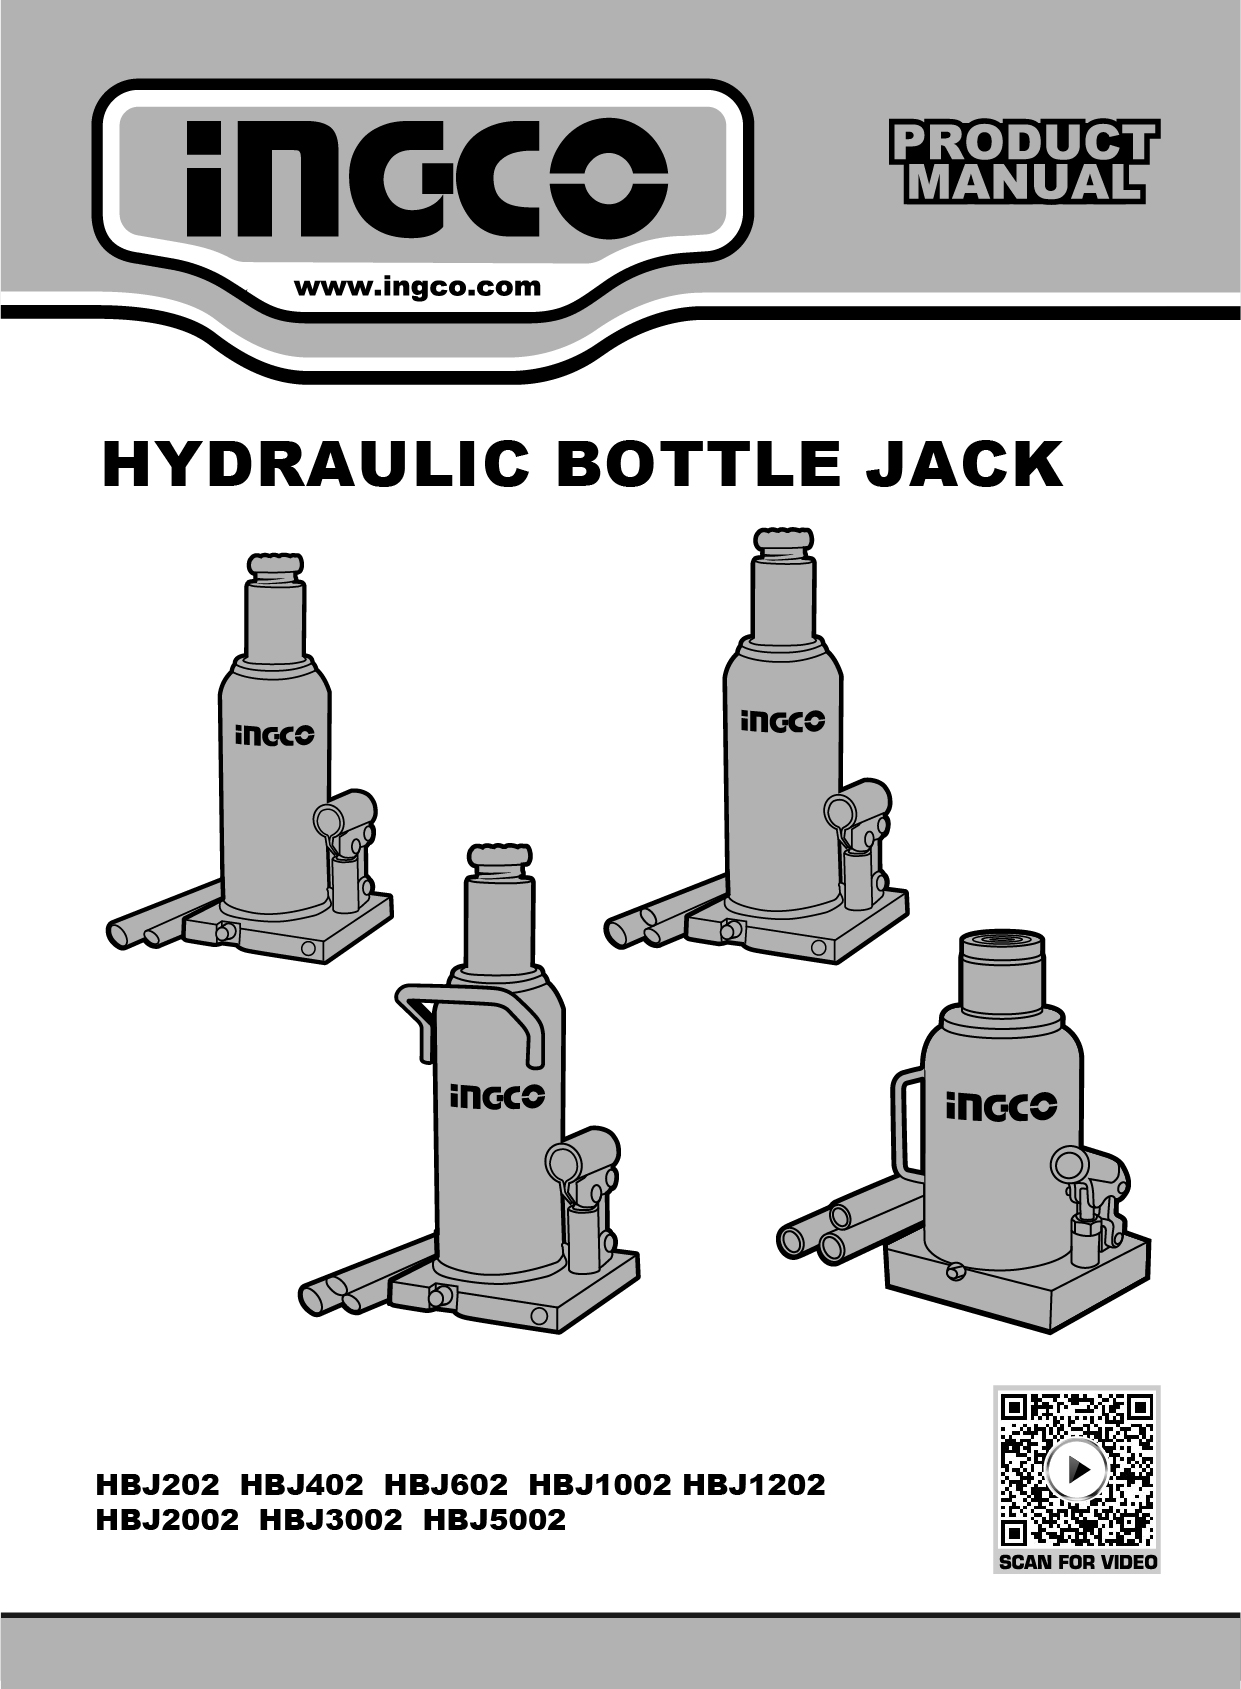 INGCO
PRODUCT
MANUAL
www.ingco.com
HYDRAULIC BOTTLE JACK
INGCO
INGCO
INGCO
INGCO
HBJ202 HBJ402 HBJ602 HBJ1002 HBJ1202
HBJ2002 HBJ3002 HBJ5002
SCAN FOR VIDEO